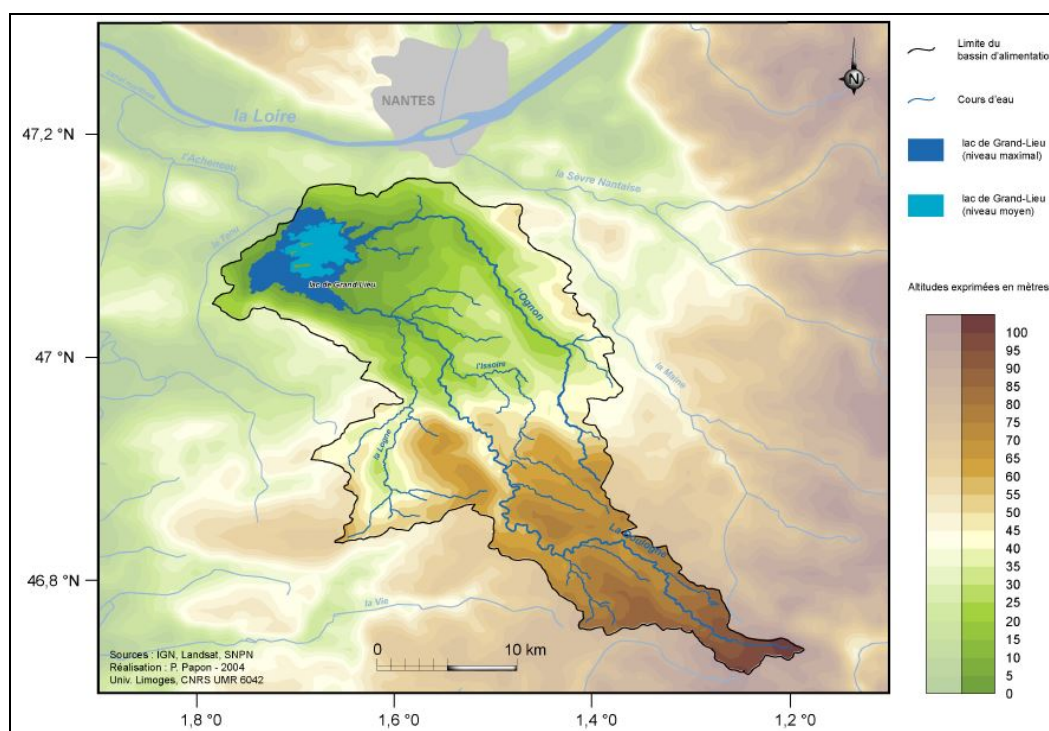 NANTES
la Loire
l'Acheneau
la Sèvre Nantaise
la Tenu
lac de Grand-Lieu
l'Ognon
la Maine
l'Issoire
la Logne
La Boulogne
la Vie
47,2 °N
47 °N
46,8 °N
1,8 °O
1,6 °O
1,4 °O
1,2 °O
0
10 km
Sources : IGN, Landsat, SNPN
Réalisation : P. Papon - 2004
Univ. Limoges, CNRS UMR 6042
N
Limite du
bassin d'alimentatio
Cours d'eau
lac de Grand-Lieu
(niveau maximal)
lac de Grand-Lieu
(niveau moyen)
Altitudes exprimées en mètres
100
95
90
85
80
75
70
65
60
55
50
45
40
35
30
25
20
15
10
5
0